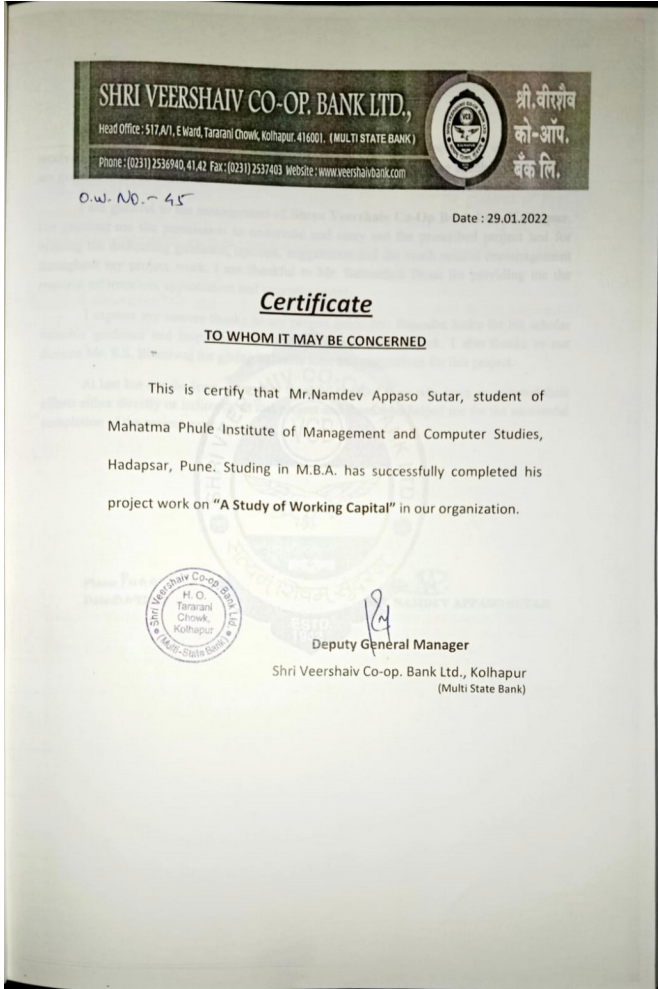 SHRI VEERSHAIV CO-OP. BANK LTD.,
Head Office : 517,A/1, E Ward, Tararani Chowk, Kolhapur. 416001. (MULTI STATE BANK)
Phone : (0231) 2536940, 41,42 Fax : (0231) 2537403 Website : www.veershaivbank.com
श्री.वीरशैव
को-ऑप.
बँक लि.
O.W. NO. - 45
Date : 29.01.2022
Certificate
TO WHOM IT MAY BE CONCERNED
This is certify that Mr.Namdev Appaso Sutar, student of
Mahatma Phule Institute of Management and Computer Studies,
Hadapsar, Pune. Studing in M.B.A. has successfully completed his
project work on “A Study of Working Capital” in our organization.
Shri Veershaiv Co-op. Bank Ltd.
(Multi-State Bank)
H. O.
Tararani
Chowk,
Kolhapur
ESTD.
Deputy General Manager
Shri Veershaiv Co-op. Bank Ltd., Kolhapur
(Multi State Bank)